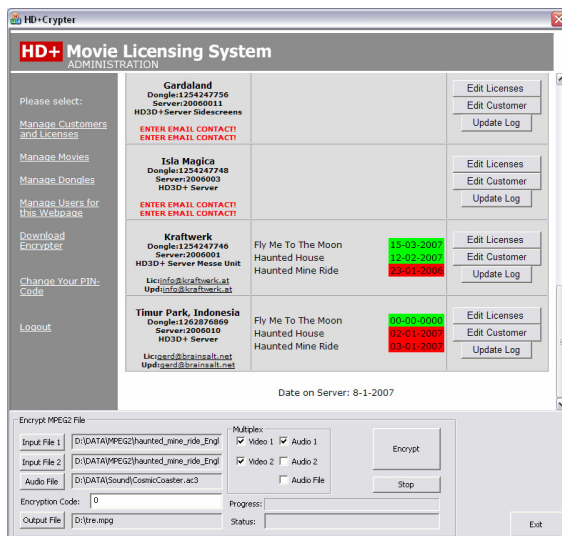 HD+Crypter
HD+ Movie Licensing System
ADMINISTRATION
Please select:
Manage Customers
and Licenses
Manage Movies
Manage Dongles
Manage Users for
this Webpage
Download
Encrypter
Change Your PIN-
Code
Logout
Gardaland
Dongle:1254247756
Server:20060011
HD3D+Server Sidescreens
ENTER EMAIL CONTACT!
ENTER EMAIL CONTACT!
Edit Licenses
Edit Customer
Update Log
Isla Magica
Dongle:1254247748
Server:2006003
HD3D+ Server
ENTER EMAIL CONTACT!
ENTER EMAIL CONTACT!
Edit Licenses
Edit Customer
Update Log
Kraftwerk
Dongle:1254247746
Server:2006001
HD3D+ Server Messe Unit
Lic:info@kraftwerk.at
Upd:info@kraftwerk.at
Fly Me To The Moon 15-03-2007
Haunted House 12-02-2007
Haunted Mine Ride 23-01-2006
Edit Licenses
Edit Customer
Update Log
Timur Park, Indonesia
Dongle:1262876869
Server:2006010
HD3D+ Server
Lic:gerd@brainsalt.net
Upd:gerd@brainsalt.net
Fly Me To The Moon 00-00-0000
Haunted House 02-01-2007
Haunted Mine Ride 03-01-2007
Edit Licenses
Edit Customer
Update Log
Date on Server: 8-1-2007
Encrypt MPEG2 File
Input File 1 D:\DATA\MPEG2\haunted_mine_ride_Engl
Input File 2 D:\DATA\MPEG2\haunted_mine_ride_Engl
Audio File D:\DATA\Sound\CosmicCoaster.ac3
Encryption Code: 0
Output File D:\tre.mpg
Multiplex
Video 1 Audio 1
Video 2 Audio 2
Audio File
Progress:
Status:
Encrypt
Stop
Exit